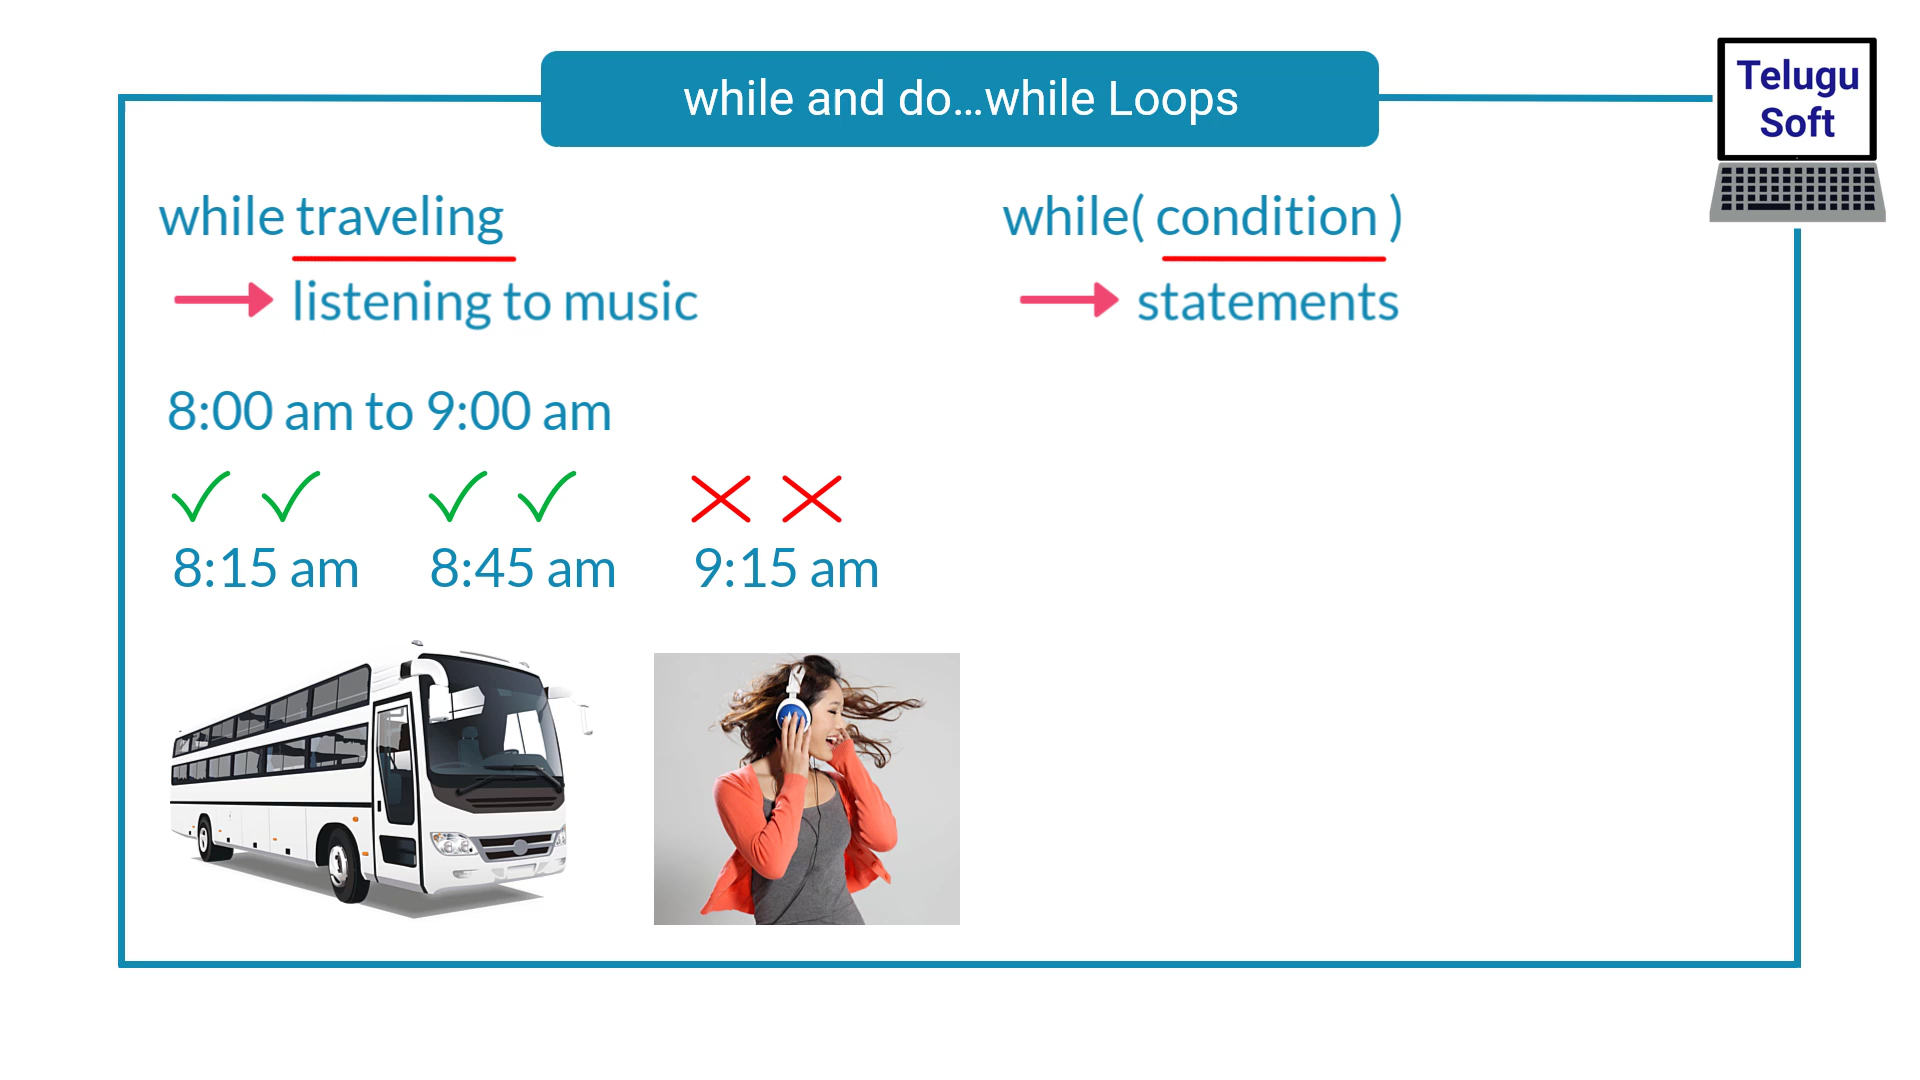 while and do...while Loops
Telugu
Soft
while traveling
listening to music
8:00 am to 9:00 am
8:15 am 8:45 am 9:15 am
while( condition )
statements